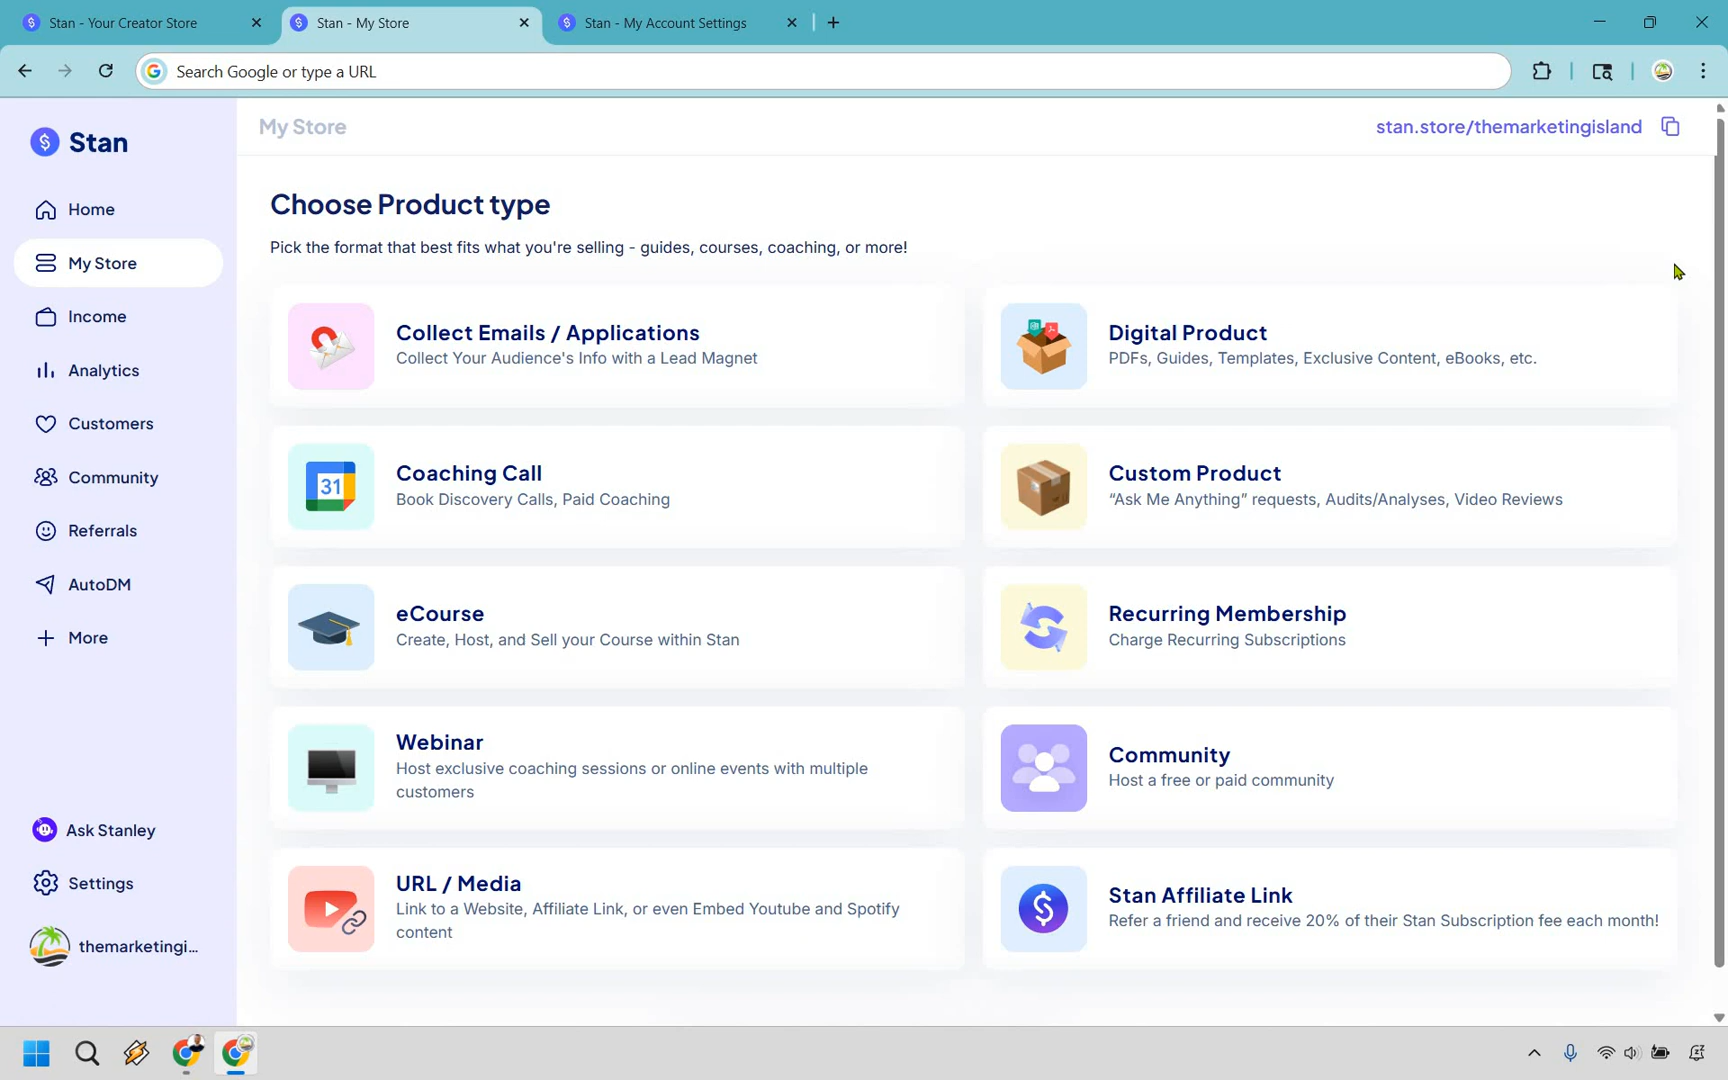 Stan - Your Creator Store
Stan - My Store
Stan - My Account Settings
Search Google or type a URL
Stan
Home
My Store
Income
Analytics
Customers
Community
Referrals
AutoDM
More
Ask Stanley
Settings
themarketingi...
My Store
stan.store/themarketingisland
Choose Product type
Pick the format that best fits what you're selling - guides, courses, coaching, or more!
Collect Emails / Applications
Collect Your Audience's Info with a Lead Magnet
Digital Product
PDFs, Guides, Templates, Exclusive Content, eBooks, etc.
31
Coaching Call
Book Discovery Calls, Paid Coaching
Custom Product
“Ask Me Anything” requests, Audits/Analyses, Video Reviews
eCourse
Create, Host, and Sell your Course within Stan
Recurring Membership
Charge Recurring Subscriptions
Webinar
Host exclusive coaching sessions or online events with multiple
customers
Community
Host a free or paid community
URL / Media
Link to a Website, Affiliate Link, or even Embed Youtube and Spotify
content
Stan Affiliate Link
Refer a friend and receive 20% of their Stan Subscription fee each month!